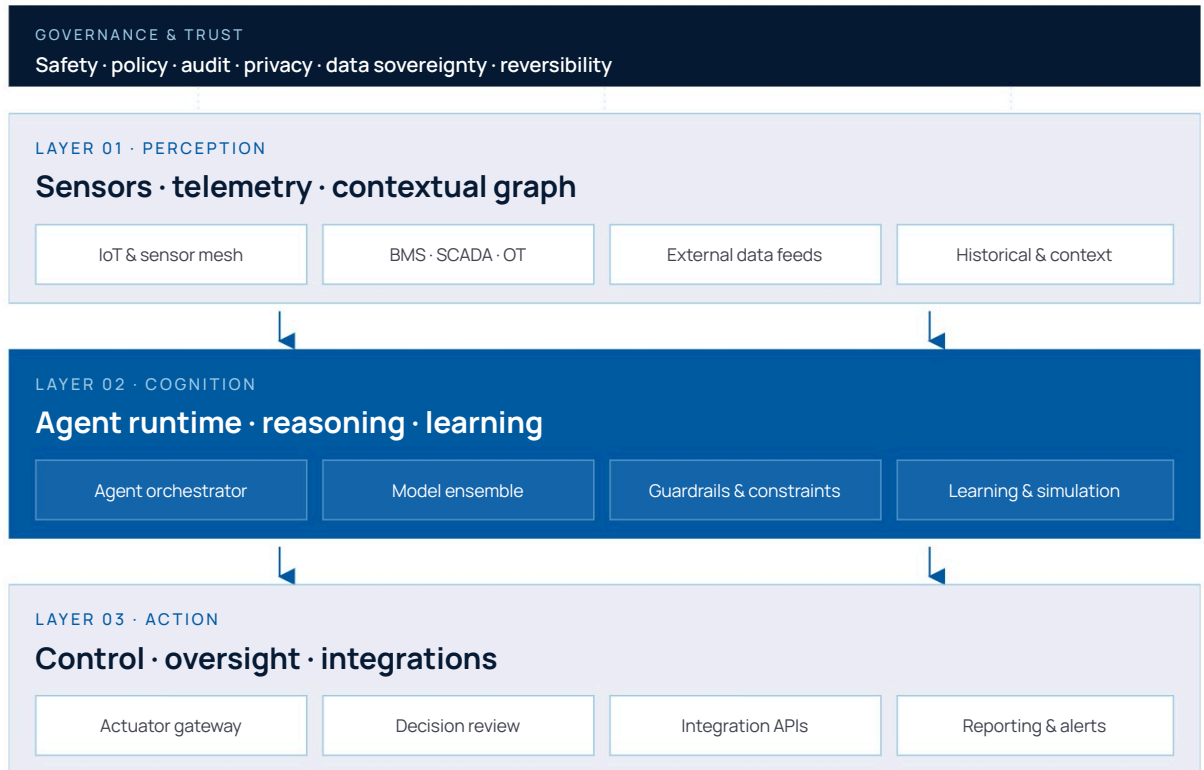 GOVERNANCE & TRUST
Safety · policy · audit · privacy · data sovereignty · reversibility
LAYER 01 · PERCEPTION
Sensors · telemetry · contextual graph
IoT & sensor mesh
BMS · SCADA · OT
External data feeds
Historical & context
LAYER 02 · COGNITION
Agent runtime · reasoning · learning
Agent orchestrator
Model ensemble
Guardrails & constraints
Learning & simulation
LAYER 03 · ACTION
Control · oversight · integrations
Actuator gateway
Decision review
Integration APIs
Reporting & alerts